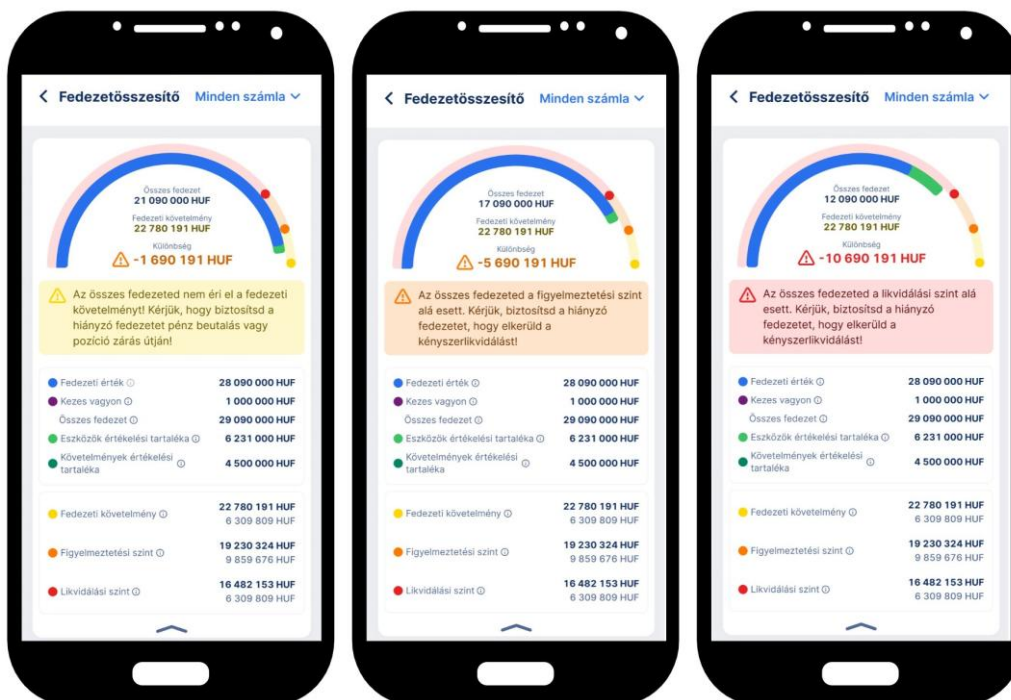 Fedezetösszesítő Minden számla
Összes fedezet
21 090 000 HUF
Fedezeti követelmény
22 780 191 HUF
Különbség
-1 690 191 HUF
Az összes fedezeted nem éri el a fedezeti
követelményt! Kérjük, hogy biztosítsd a
hiányzó fedezetet pénz beutalás vagy
pozíció zárás útján!
Fedezeti érték 28 090 000 HUF
Kezes vagyon 1 000 000 HUF
Összes fedezet 29 090 000 HUF
Eszközök értékelési tartaléka 6 231 000 HUF
Követelmények értékelési
tartaléka 4 500 000 HUF
Fedezeti követelmény 22 780 191 HUF
6 309 809 HUF
Figyelmeztetési szint 19 230 324 HUF
9 859 676 HUF
Likvidálási szint 16 482 153 HUF
6 309 809 HUF
Fedezetösszesítő Minden számla
Összes fedezet
17 090 000 HUF
Fedezeti követelmény
22 780 191 HUF
Különbség
-5 690 191 HUF
Az összes fedezeted a figyelmeztetési szint
alá esett. Kérjük, biztosítsd a hiányzó
fedezetet, hogy elkerüld a
kényszerlikvidálást!
Fedezeti érték 28 090 000 HUF
Kezes vagyon 1 000 000 HUF
Összes fedezet 29 090 000 HUF
Eszközök értékelési tartaléka 6 231 000 HUF
Követelmények értékelési
tartaléka 4 500 000 HUF
Fedezeti követelmény 22 780 191 HUF
6 309 809 HUF
Figyelmeztetési szint 19 230 324 HUF
9 859 676 HUF
Likvidálási szint 16 482 153 HUF
6 309 809 HUF
Fedezetösszesítő Minden számla
Összes fedezet
12 090 000 HUF
Fedezeti követelmény
22 780 191 HUF
Különbség
-10 690 191 HUF
Az összes fedezeted a likvidálási szint alá
esett. Kérjük, biztosítsd a hiányzó
fedezetet, hogy elkerüld a
kényszerlikvidálást!
Fedezeti érték 28 090 000 HUF
Kezes vagyon 1 000 000 HUF
Összes fedezet 29 090 000 HUF
Eszközök értékelési tartaléka 6 231 000 HUF
Követelmények értékelési
tartaléka 4 500 000 HUF
Fedezeti követelmény 22 780 191 HUF
6 309 809 HUF
Figyelmeztetési szint 19 230 324 HUF
9 859 676 HUF
Likvidálási szint 16 482 153 HUF
6 309 809 HUF